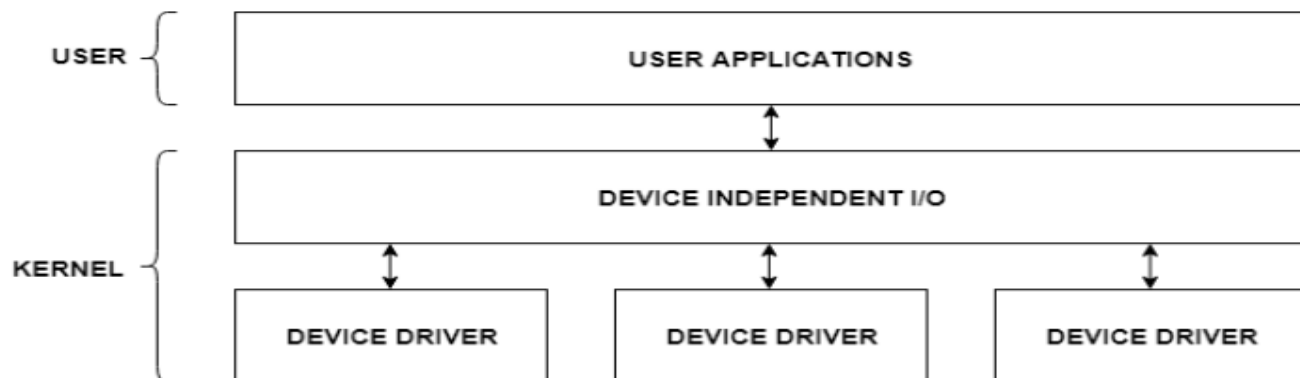 USER
USER APPLICATIONS
DEVICE INDEPENDENT I/O
KERNEL
DEVICE DRIVER
DEVICE DRIVER
DEVICE DRIVER